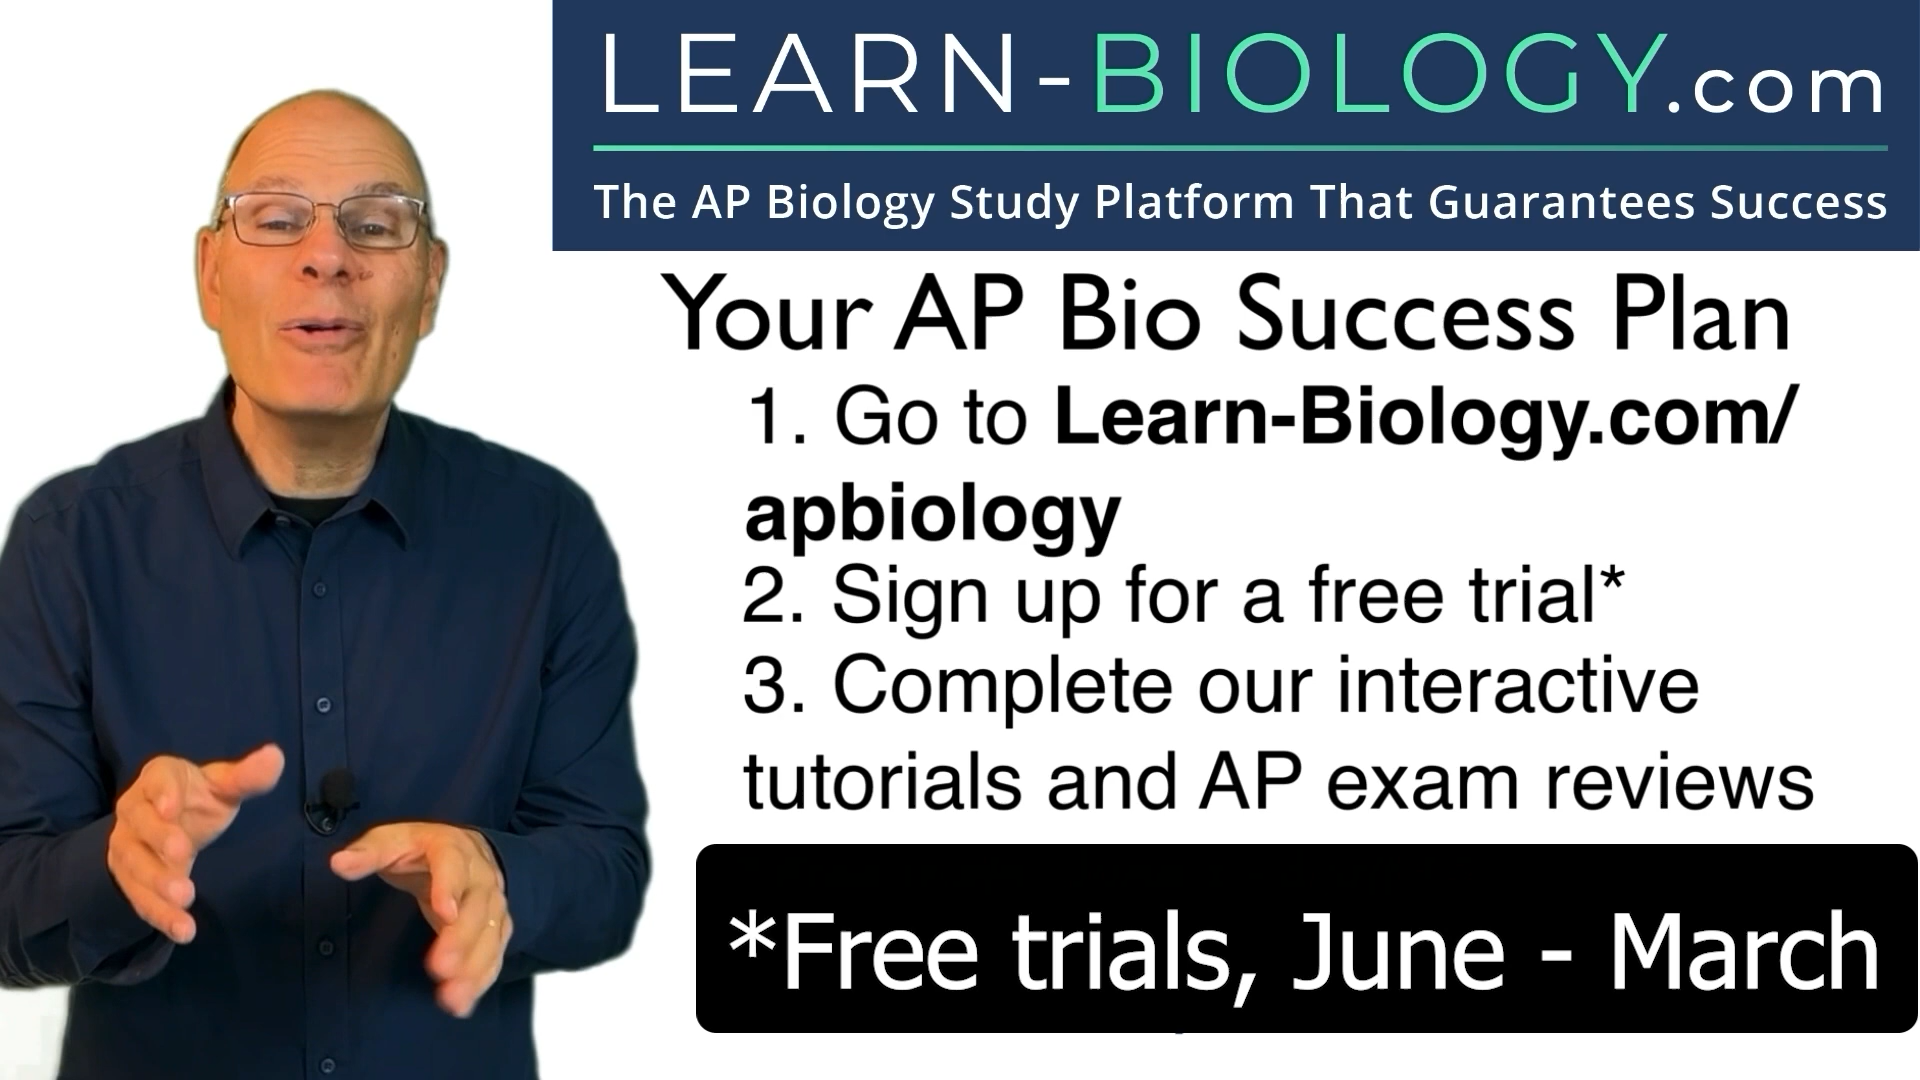 LEARN-BIOLOGY.com
The AP Biology Study Platform That Guarantees Success
Your AP Bio Success Plan
1. Go to Learn-Biology.com/
apbiology
2. Sign up for a free trial*
3. Complete our interactive
tutorials and AP exam reviews
*Free trials, June - March